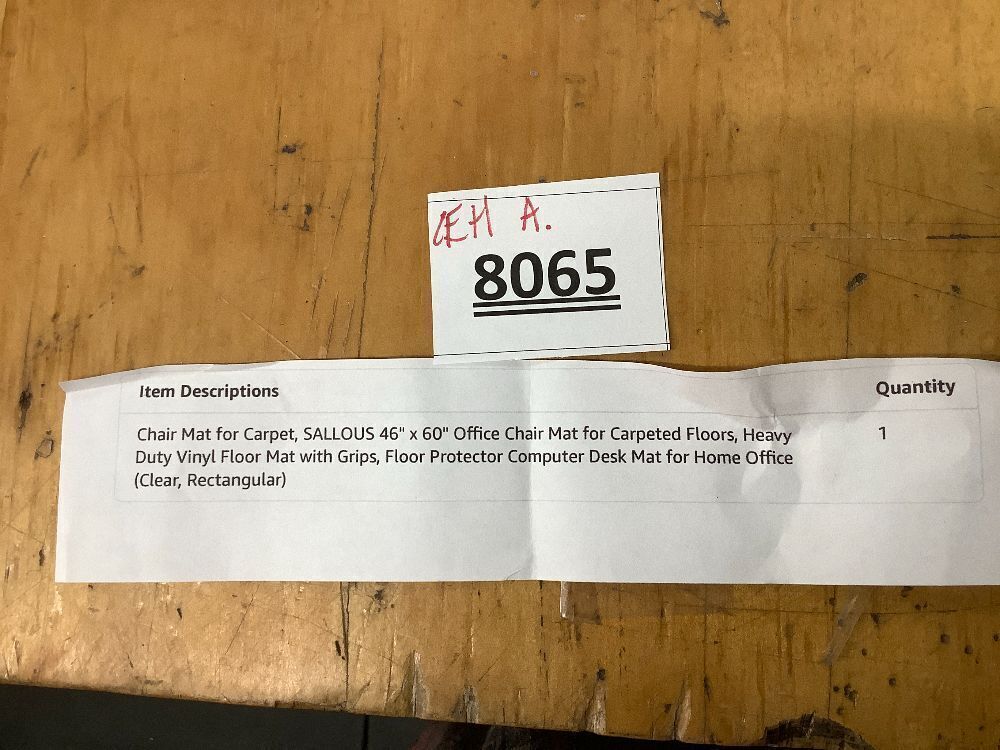 A.
8065
Item Descriptions Quantity
Chair Mat for Carpet, SALLOUS 46" x 60" Office Chair Mat for Carpeted Floors, Heavy 1
Duty Vinyl Floor Mat with Grips, Floor Protector Computer Desk Mat for Home Office
(Clear, Rectangular)